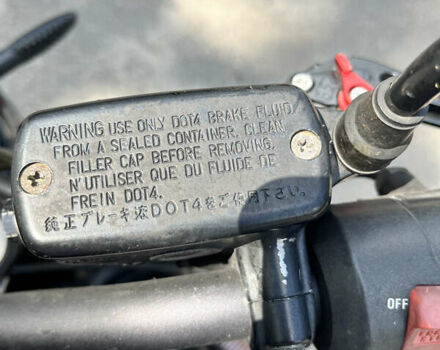 WARNING USE ONLY DOT4 BRAKE FLUID
FROM A SEALED CONTAINER. CLEAN
FILLER CAP BEFORE REMOVING.
N'UTILISER QUE DU FLUIDE DE
FREIN DOT4.
純正ブレーキ液DOT4をご使用下さい。
OFF